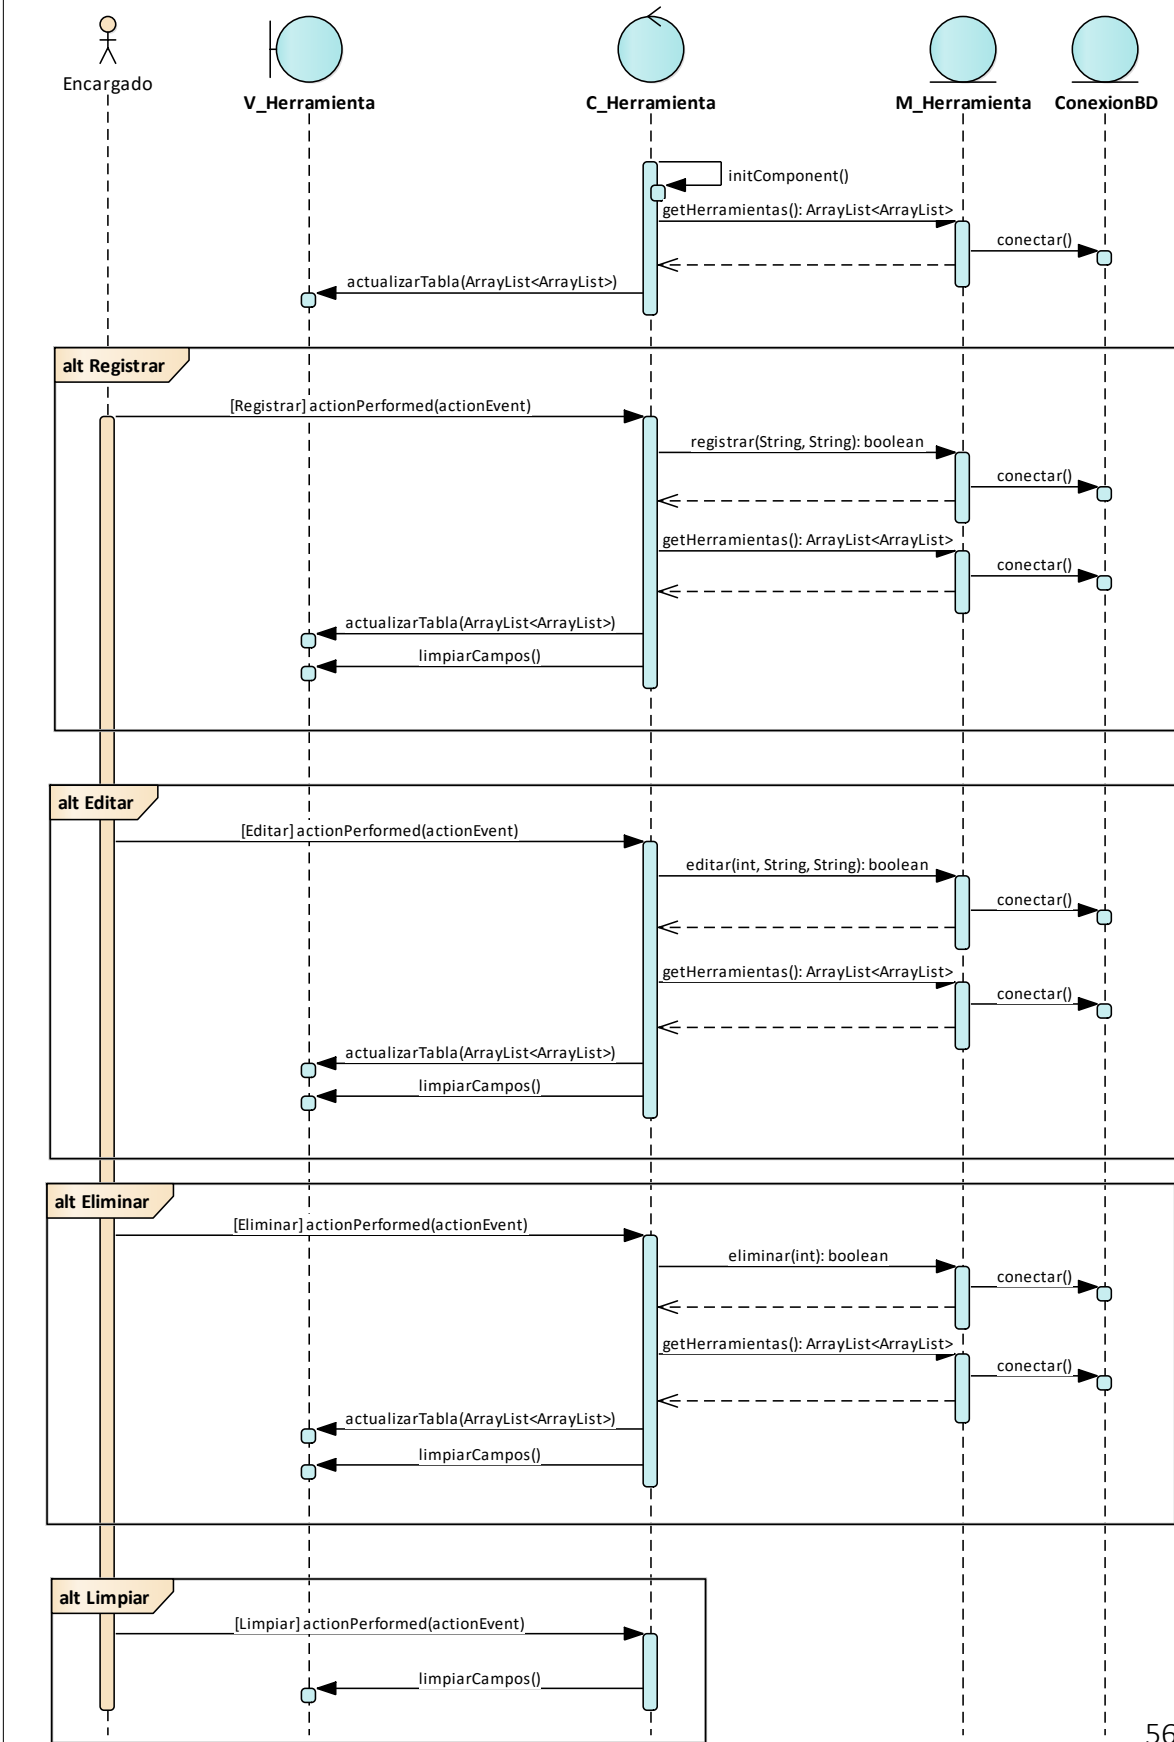 Encargado
V_Herramienta
C_Herramienta
M_Herramienta
ConexionBD
initComponent()
getHerramientas(): ArrayList<ArrayList>
conectar()
actualizarTabla(ArrayList<ArrayList>)
alt Registrar
[Registrar] actionPerformed(actionEvent)
registrar(String, String): boolean
conectar()
getHerramientas(): ArrayList<ArrayList>
conectar()
actualizarTabla(ArrayList<ArrayList>)
limpiarCampos()
alt Editar
[Editar] actionPerformed(actionEvent)
editar(int, String, String): boolean
conectar()
getHerramientas(): ArrayList<ArrayList>
conectar()
actualizarTabla(ArrayList<ArrayList>)
limpiarCampos()
alt Eliminar
[Eliminar] actionPerformed(actionEvent)
eliminar(int): boolean
conectar()
getHerramientas(): ArrayList<ArrayList>
conectar()
actualizarTabla(ArrayList<ArrayList>)
limpiarCampos()
alt Limpiar
[Limpiar] actionPerformed(actionEvent)
limpiarCampos()
56